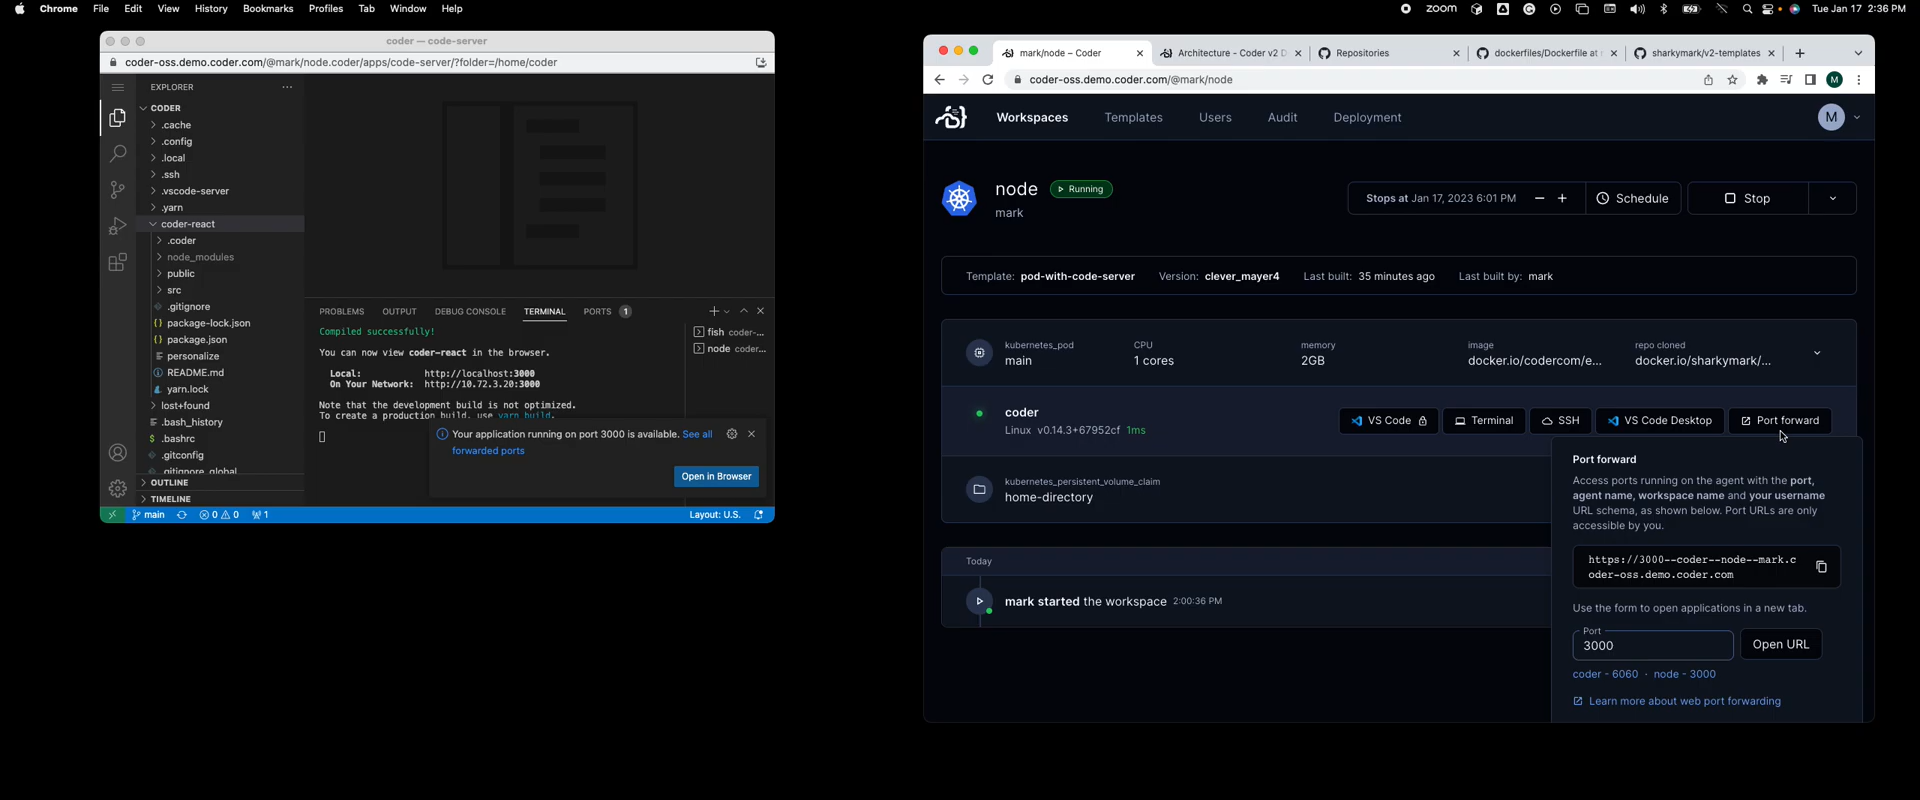 Chrome File Edit View History Bookmarks Profiles Tab Window Help
zoom Tue Jan 17 2:36 PM
coder — code-server
coder-oss.demo.coder.com/@mark/node.coder/apps/code-server/?folder=/home/coder
EXPLORER
CODER
.cache
.config
.local
.ssh
.vscode-server
.yarn
coder-react
.coder
node_modules
public
src
.gitignore
package-lock.json
package.json
personalize
README.md
yarn.lock
lost+found
.bash_history
.bashrc
.gitconfig
.gitignore_global
OUTLINE
TIMELINE
PROBLEMS OUTPUT DEBUG CONSOLE TERMINAL PORTS 1
Compiled successfully!
You can now view coder-react in the browser.
Local: http://localhost:3000
On Your Network: http://10.72.3.20:3000
Note that the development build is not optimized.
To create a production build, use yarn build.
fish coder-...
node coder...
Your application running on port 3000 is available. See all
forwarded ports
Open in Browser
main 0 0 1 Layout: U.S.
mark/node – Coder
Architecture - Coder v2 D
Repositories
dockerfiles/Dockerfile at
sharkymark/v2-templates
coder-oss.demo.coder.com/@mark/node
M
Workspaces Templates Users Audit Deployment M
node Running
mark
Stops at Jan 17, 2023 6:01 PM − + Schedule Stop
Template: pod-with-code-server Version: clever_mayer4 Last built: 35 minutes ago Last built by: mark
kubernetes_pod CPU memory image repo cloned
main 1 cores 2GB docker.io/codercom/e... docker.io/sharkymark/...
coder
Linux v0.14.3+67952cf 1ms
VS Code Terminal SSH VS Code Desktop Port forward
kubernetes_persistent_volume_claim
home-directory
Today
mark started the workspace 2:00:36 PM
Port forward
Access ports running on the agent with the port,
agent name, workspace name and your username
URL schema, as shown below. Port URLs are only
accessible by you.
https://3000--coder--node--mark.c
oder-oss.demo.coder.com
Use the form to open applications in a new tab.
Port
3000 Open URL
coder - 6060 · node - 3000
Learn more about web port forwarding